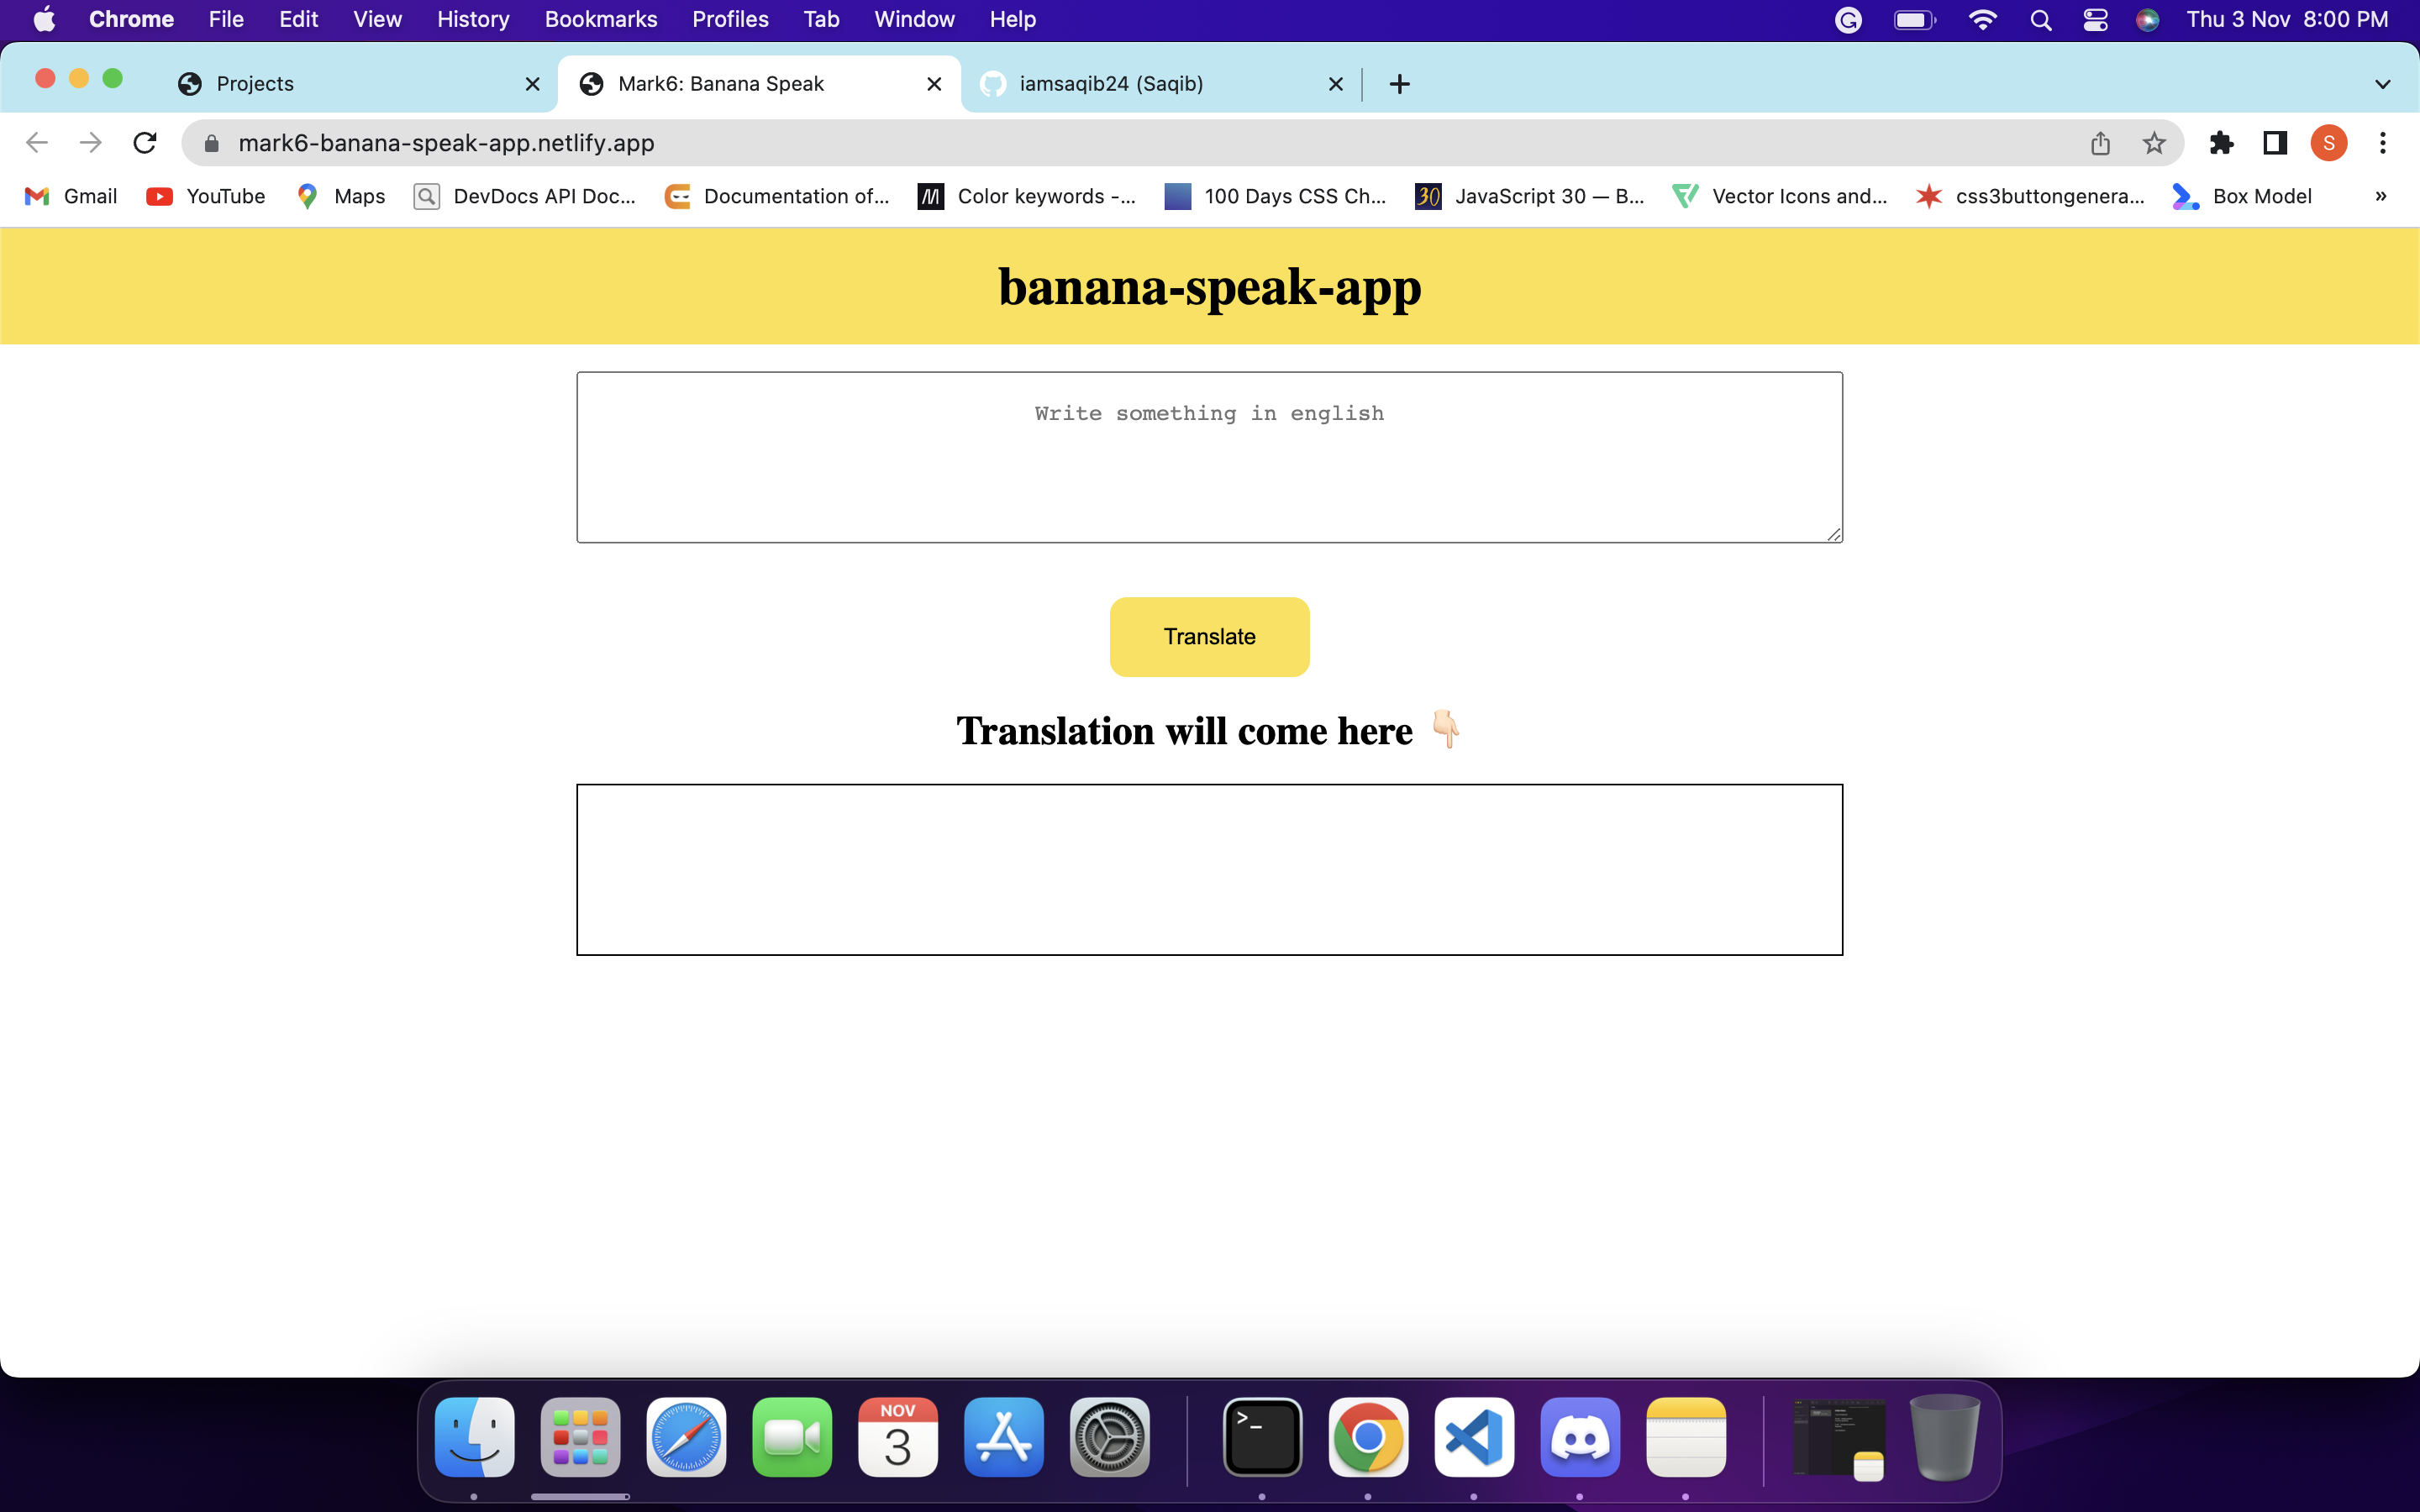 Chrome File Edit View History Bookmarks Profiles Tab Window Help Thu 3 Nov 8:00 PM
Projects Mark6: Banana Speak iamsaqib24 (Saqib)
mark6-banana-speak-app.netlify.app S
Gmail YouTube Maps DevDocs API Doc... Documentation of... Color keywords -... 100 Days CSS Ch... 30 JavaScript 30 — B... Vector Icons and... css3buttongenera... Box Model »
banana-speak-app
Write something in english
Translate
Translation will come here 👇🏻
NOV
3